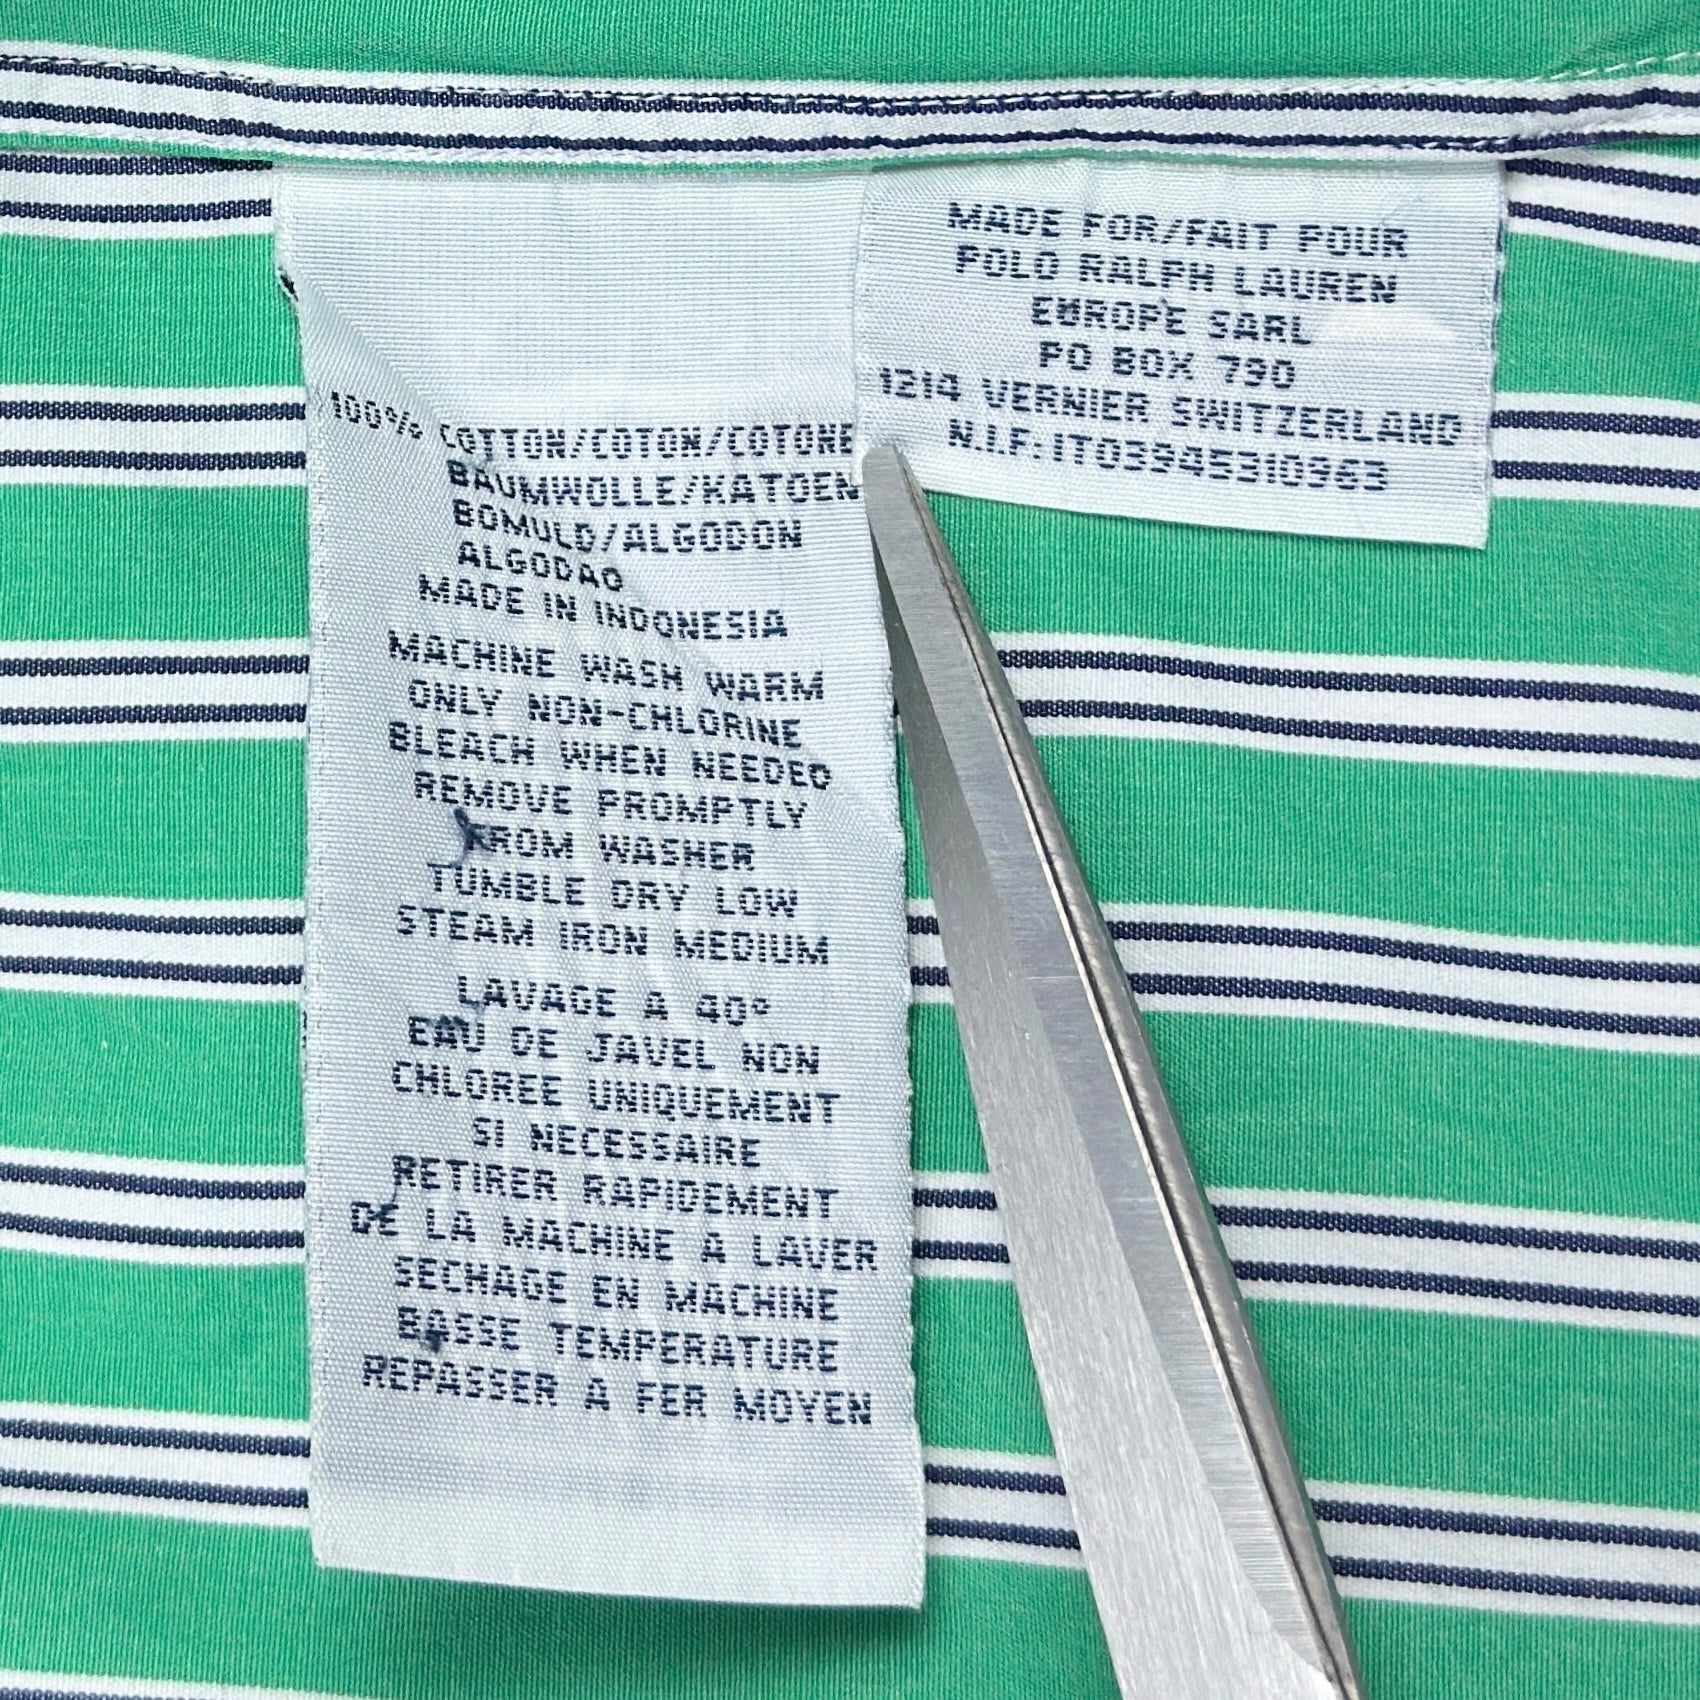 100% COTTON/COTON/COTONE
BAUMWOLLE/KATOEN
BOMULD/ALGODON
ALGODAO
MADE IN INDONESIA
MACHINE WASH WARM
ONLY NON-CHLORINE
BLEACH WHEN NEEDED
REMOVE PROMPTLY
FROM WASHER
TUMBLE DRY LOW
STEAM IRON MEDIUM
LAVAGE A 40°
EAU DE JAVEL NON
CHLOREE UNIQUEMENT
SI NECESSAIRE
RETIRER RAPIDEMENT
DE LA MACHINE A LAVER
SECHAGE EN MACHINE
BASSE TEMPERATURE
REPASSER A FER MOYEN
MADE FOR/FAIT POUR
POLO RALPH LAUREN
EUROPE SARL
PO BOX 790
1214 VERNIER SWITZERLAND
N.I.F:IT03945310963